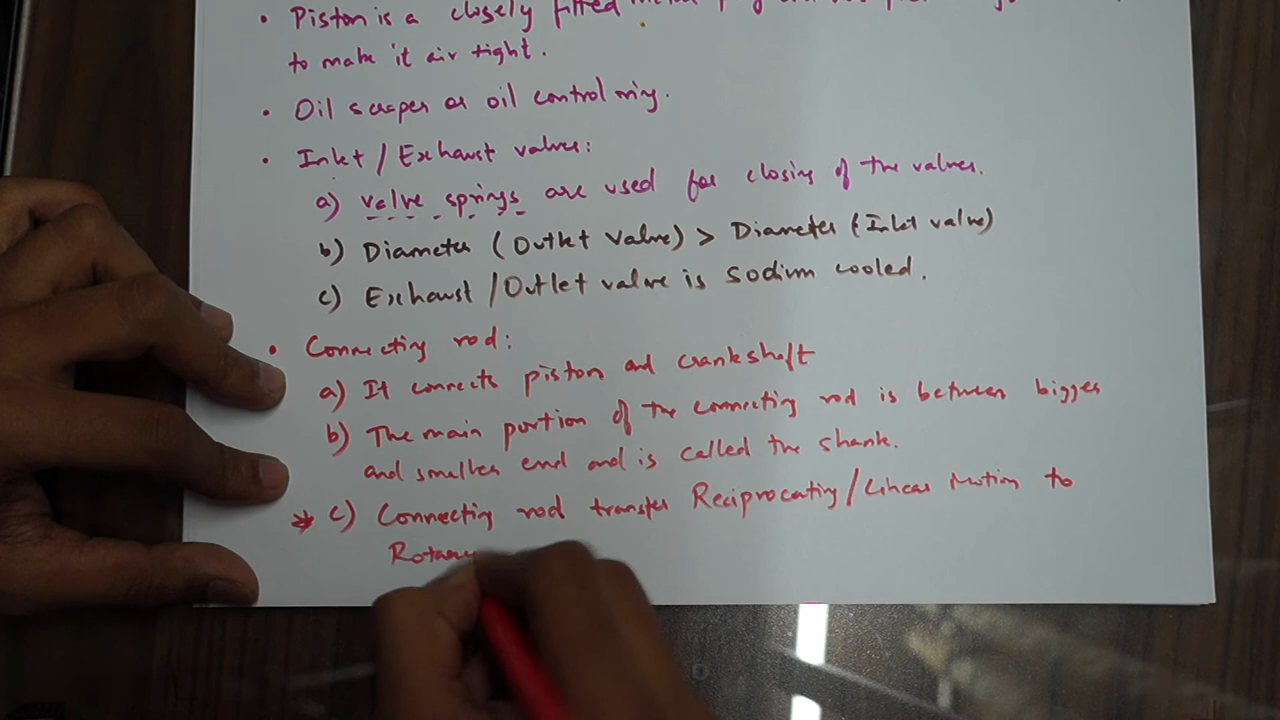 • Piston is a closely fitted metal
to make it air tight.
• Oil scraper or oil control ring.
• Inlet / Exhaust valves:
a) valve springs are used for closing of the valves.
b) Diameter (Outlet valve) > Diameter (Inlet valve)
c) Exhaust /Outlet valve is sodium cooled.
• Connecting rod:
a) It connects piston and crankshaft
b) The main portion of the connecting rod is between bigger
and smaller end and is called the shank.
* c) Connecting rod transfer Reciprocating/Linear Motion to
Rotary